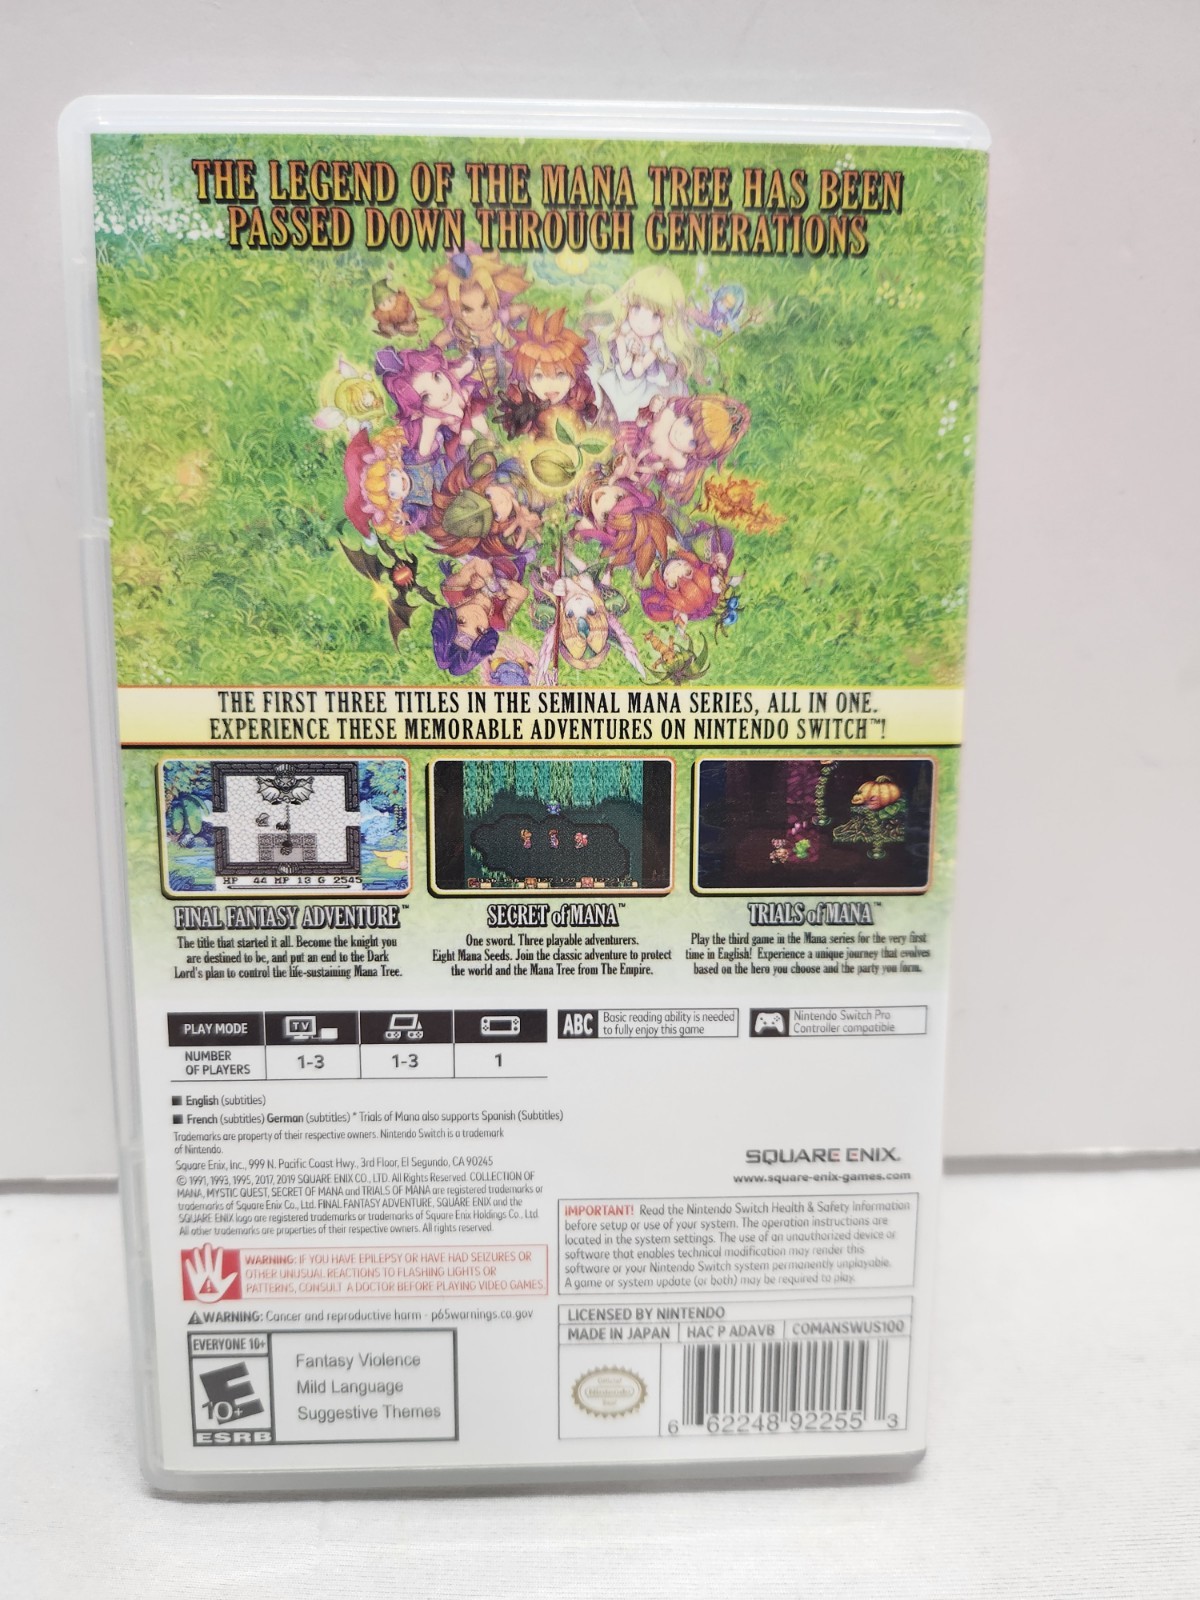 THE LEGEND OF THE MANA TREE HAS BEEN
PASSED DOWN THROUGH GENERATIONS
THE FIRST THREE TITLES IN THE SEMINAL MANA SERIES, ALL IN ONE.
EXPERIENCE THESE MEMORABLE ADVENTURES ON NINTENDO SWITCH™!
HP 44 MP 13 G 2545
FINAL FANTASY ADVENTURE™
The title that started it all. Become the knight you
are destined to be, and put an end to the Dark
Lord's plan to control the life-sustaining Mana Tree.
SECRET of MANA™
One sword. Three playable adventurers.
Eight Mana Seeds. Join the classic adventure to protect
the world and the Mana Tree from The Empire.
TRIALS of MANA™
Play the third game in the Mana series for the very first
time in English! Experience a unique journey that evolves
based on the hero you choose and the party you form.
PLAY MODE
TV
NUMBER
OF PLAYERS
1-3
1-3
1
ABC
Basic reading ability is needed
to fully enjoy this game
Nintendo Switch Pro
Controller compatible
English (subtitles)
French (subtitles) German (subtitles) * Trials of Mana also supports Spanish (Subtitles)
Trademarks are property of their respective owners. Nintendo Switch is a trademark
of Nintendo.
Square Enix, Inc., 999 N. Pacific Coast Hwy., 3rd Floor, El Segundo, CA 90245
© 1991, 1993, 1995, 2017, 2019 SQUARE ENIX CO., LTD. All Rights Reserved. COLLECTION OF
MANA, MYSTIC QUEST, SECRET OF MANA and TRIALS OF MANA are registered trademarks or
trademarks of Square Enix Co., Ltd. FINAL FANTASY ADVENTURE, SQUARE ENIX and the
SQUARE ENIX logo are registered trademarks or trademarks of Square Enix Holdings Co., Ltd.
All other trademarks are properties of their respective owners. All rights reserved.
SQUARE ENIX.
www.square-enix-games.com
WARNING: IF YOU HAVE EPILEPSY OR HAVE HAD SEIZURES OR
OTHER UNUSUAL REACTIONS TO FLASHING LIGHTS OR
PATTERNS, CONSULT A DOCTOR BEFORE PLAYING VIDEO GAMES.
WARNING: Cancer and reproductive harm - p65warnings.ca.gov
IMPORTANT! Read the Nintendo Switch Health & Safety Information
before setup or use of your system. The operation instructions are
located in the system settings. The use of an unauthorized device or
software that enables technical modification may render this
software or your Nintendo Switch system permanently unplayable.
A game or system update (or both) may be required to play.
EVERYONE 10+
E
10+
ESRB
Fantasy Violence
Mild Language
Suggestive Themes
LICENSED BY NINTENDO
MADE IN JAPAN
HAC P ADAVB
COMANSWUS100
Official
Nintendo
Seal
6 62248 92255 3